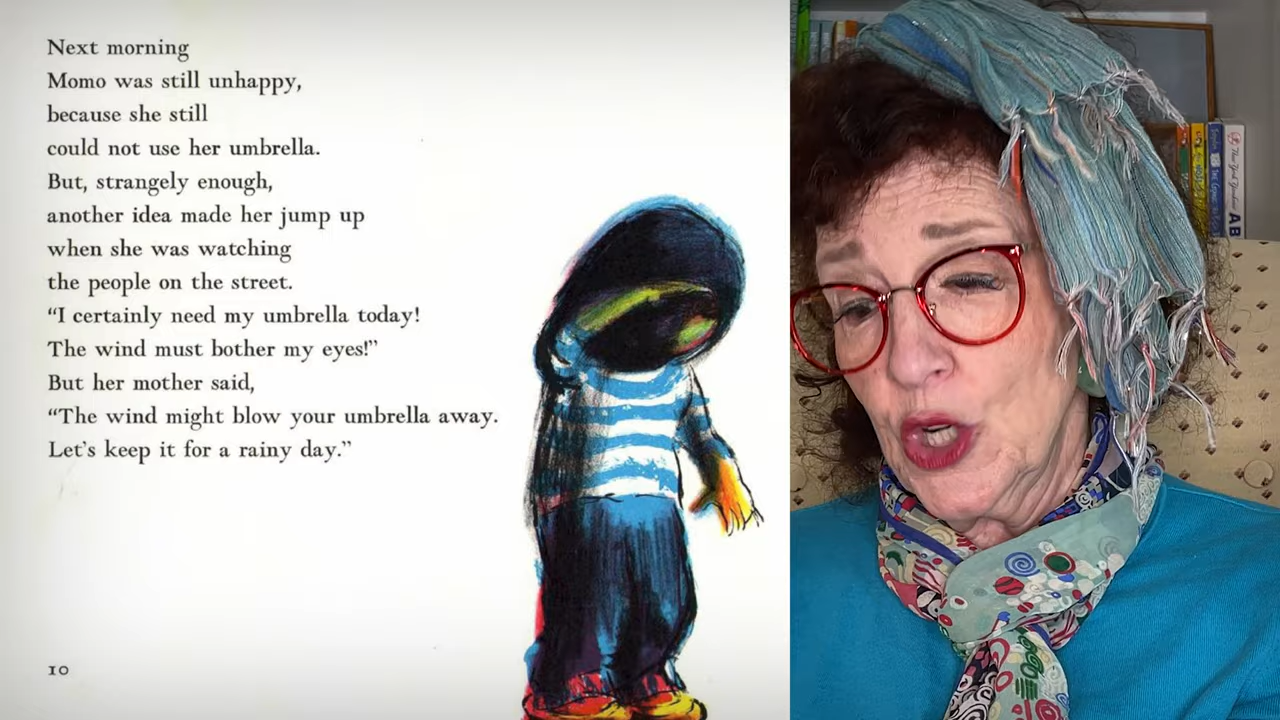 Next morning
Momo was still unhappy,
because she still
could not use her umbrella.
But, strangely enough,
another idea made her jump up
when she was watching
the people on the street.
“I certainly need my umbrella today!
The wind must bother my eyes!”
But her mother said,
“The wind might blow your umbrella away.
Let’s keep it for a rainy day.”
10